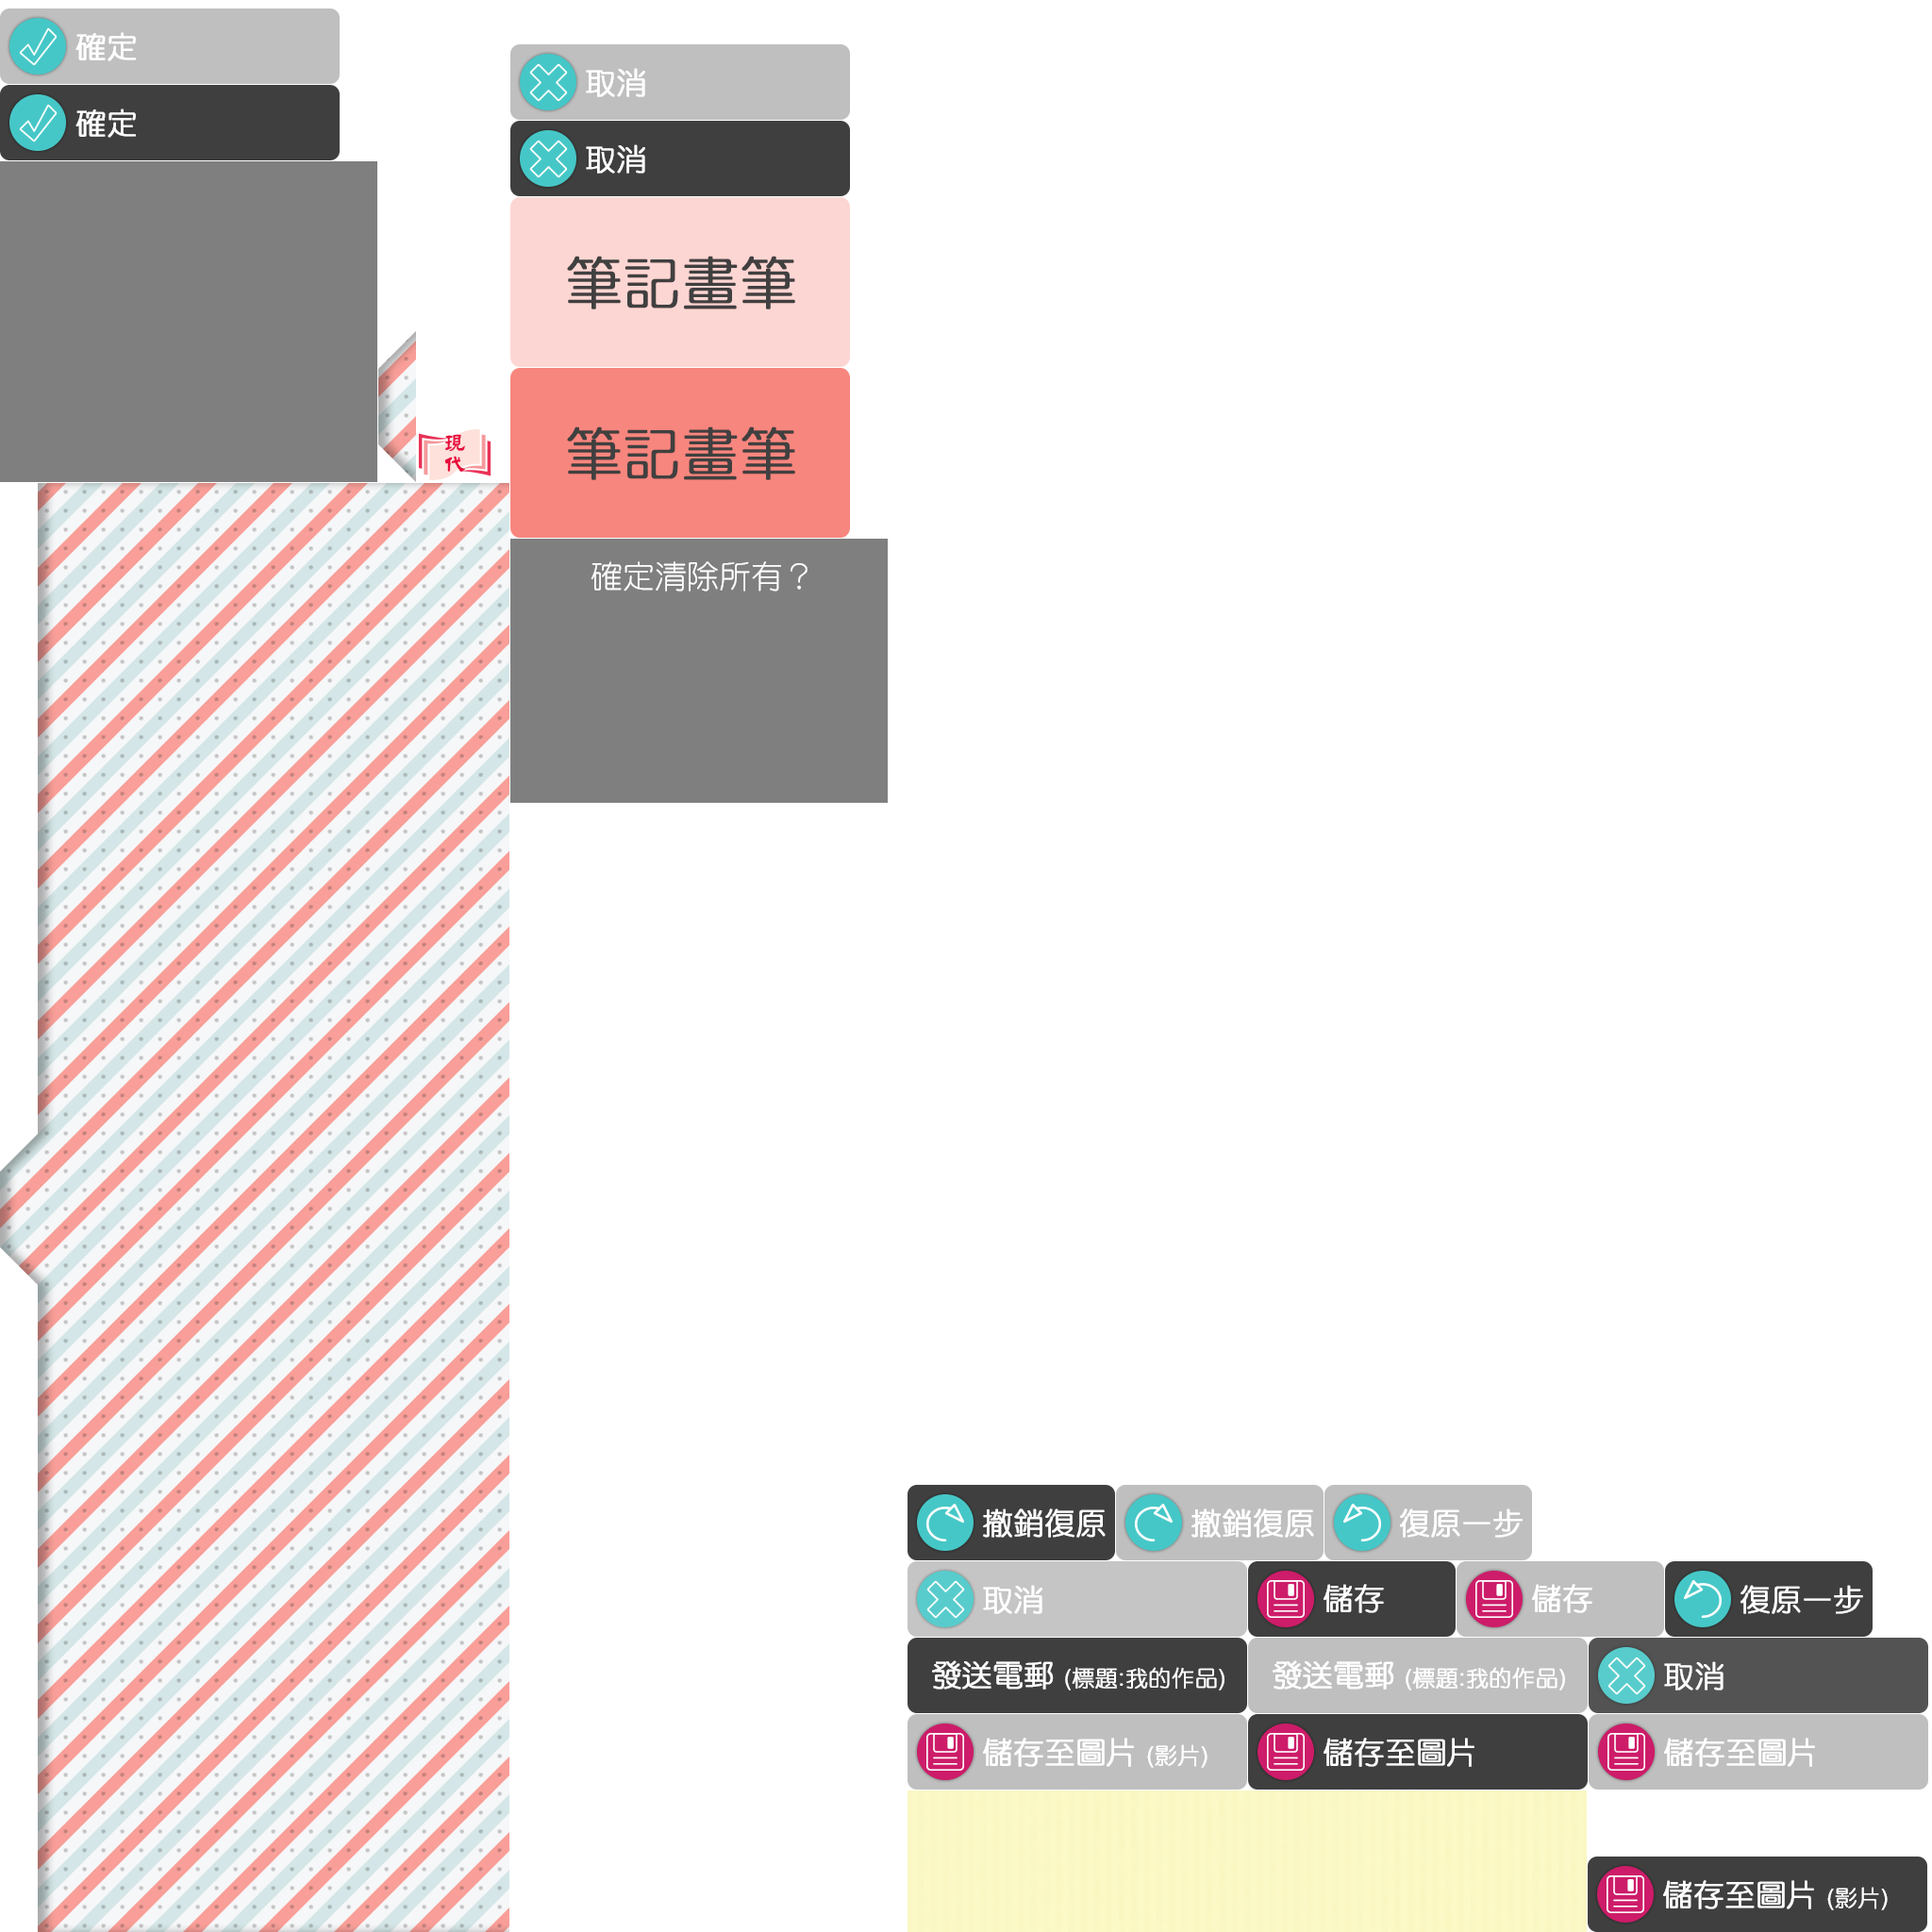 確定
確定
取消
取消
筆記畫筆
筆記畫筆
現
代
確定清除所有？
撤銷復原
撤銷復原
復原一步
取消
儲存
儲存
復原一步
發送電郵 (標題:我的作品)
發送電郵 (標題:我的作品)
取消
儲存至圖片 (影片)
儲存至圖片
儲存至圖片
儲存至圖片 (影片)